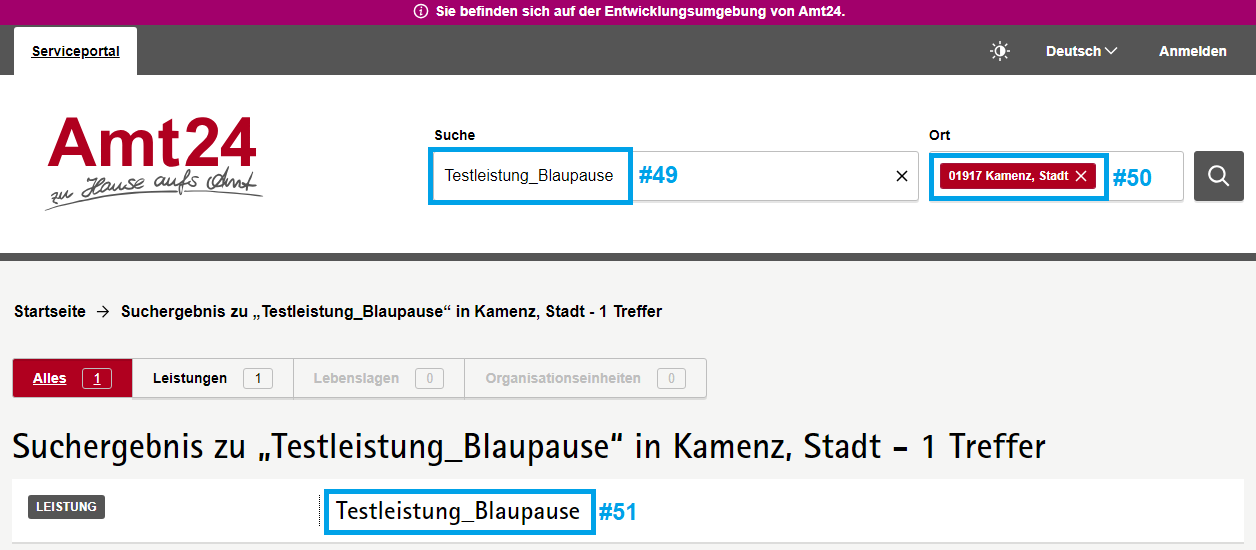 Sie befinden sich auf der Entwicklungsumgebung von Amt24.
Serviceportal
Deutsch
Anmelden
Amt24
zu Hause aufs Amt
Suche
Ort
Testleistung_Blaupause #49
01917 Kamenz, Stadt #50
Startseite → Suchergebnis zu „Testleistung_Blaupause“ in Kamenz, Stadt - 1 Treffer
Alles 1 Leistungen 1 Lebenslagen 0 Organisationseinheiten 0
Suchergebnis zu „Testleistung_Blaupause“ in Kamenz, Stadt – 1 Treffer
LEISTUNG Testleistung_Blaupause #51